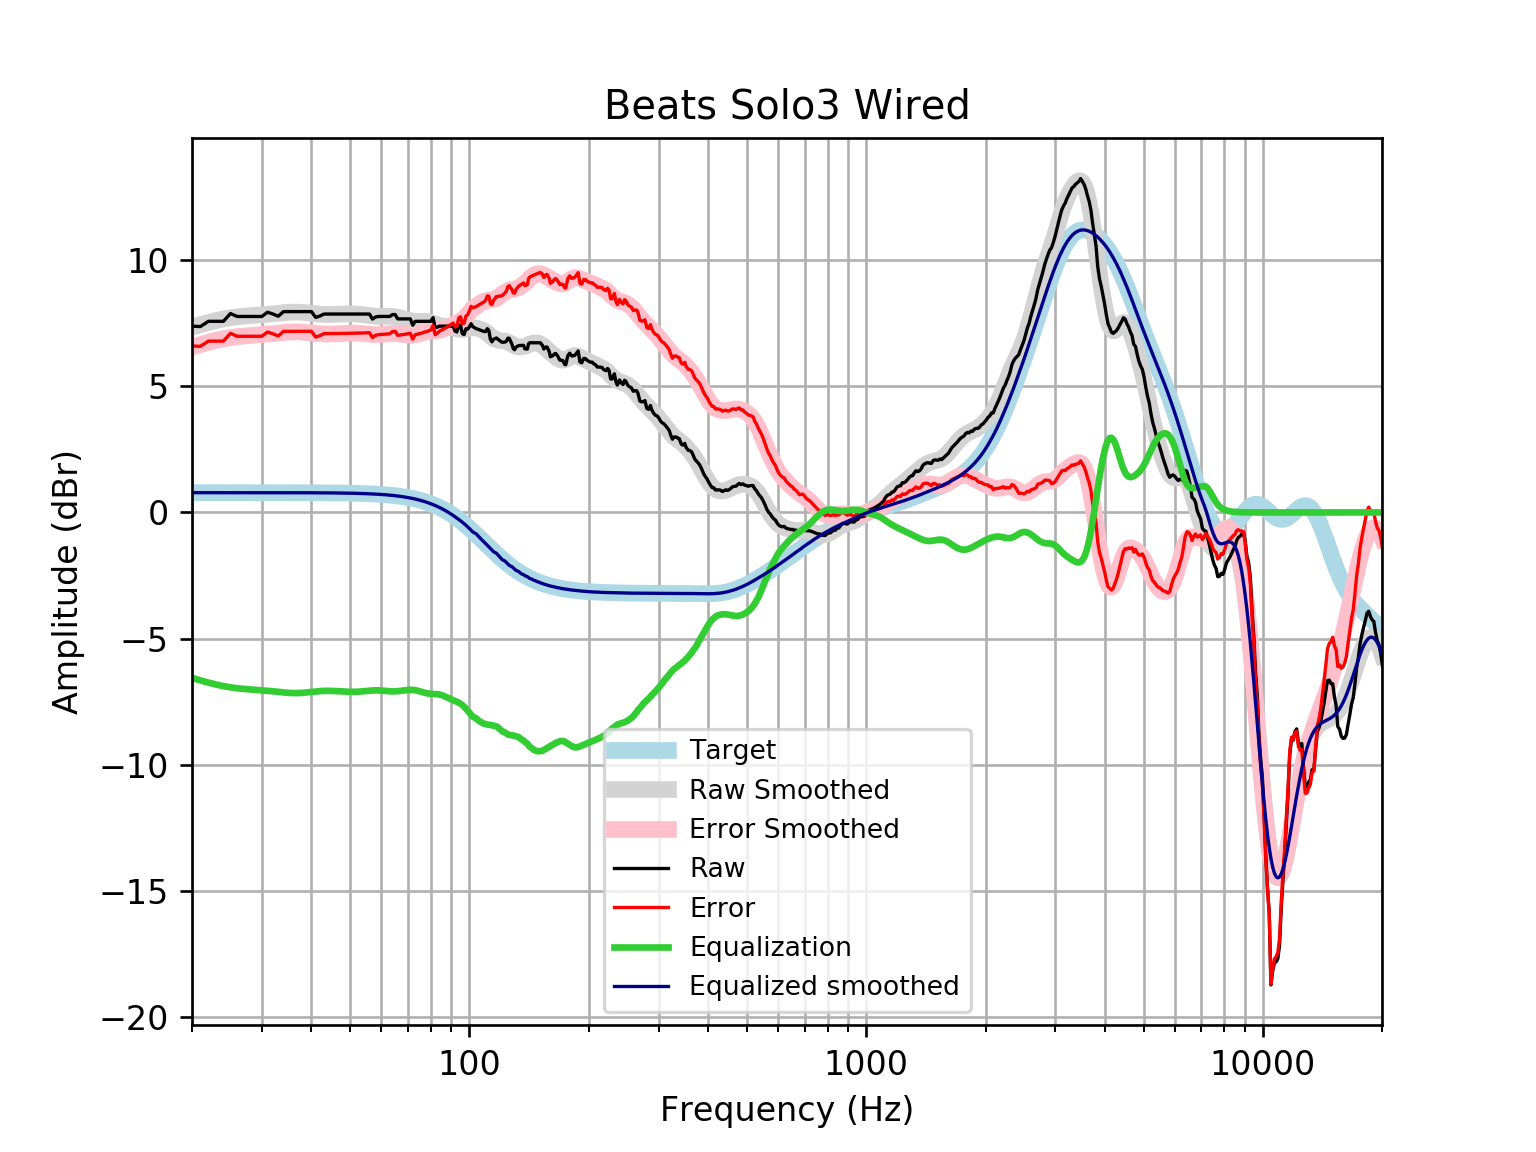 Beats Solo3 Wired
Amplitude (dBr)
10
5
0
−5
−10
−15
−20
Target
Raw Smoothed
Error Smoothed
Raw
Error
Equalization
Equalized smoothed
100
1000
10000
Frequency (Hz)